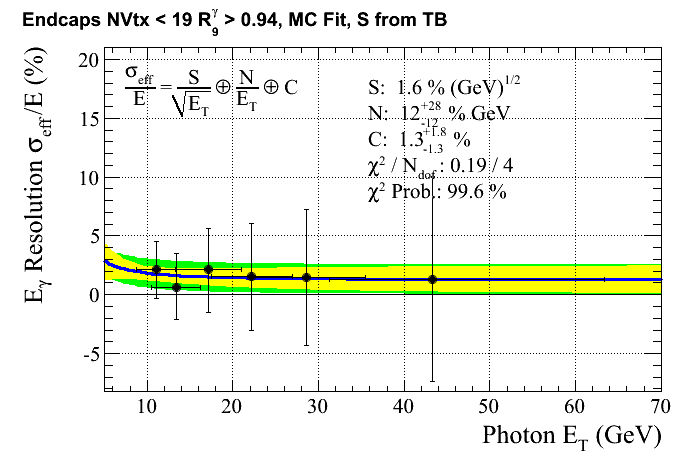 Endcaps NVtx < 19 R₉^γ > 0.94, MC Fit, S from TB
E_γ Resolution σ_eff/E (%)
σ_eff/E = S/√E_T ⊕ N/E_T ⊕ C
S: 1.6 % (GeV)^1/2
N: 12 +28 -12 % GeV
C: 1.3 +1.8 -1.3 %
χ² / N_dof : 0.19 / 4
χ² Prob.: 99.6 %
20
15
10
5
0
-5
10 20 30 40 50 60 70
Photon E_T (GeV)